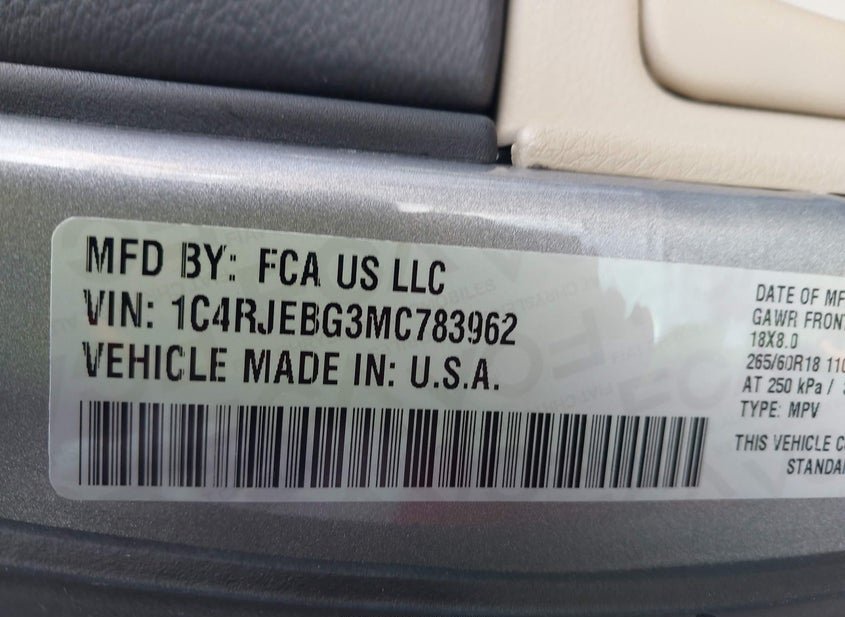 MFD BY: FCA US LLC
VIN: 1C4RJEBG3MC783962
VEHICLE MADE IN: U.S.A.
DATE OF MF
GAWR FRONT
18X8.0
265/60R18 110
AT 250 kPa /
TYPE: MPV
THIS VEHICLE C
STANDA